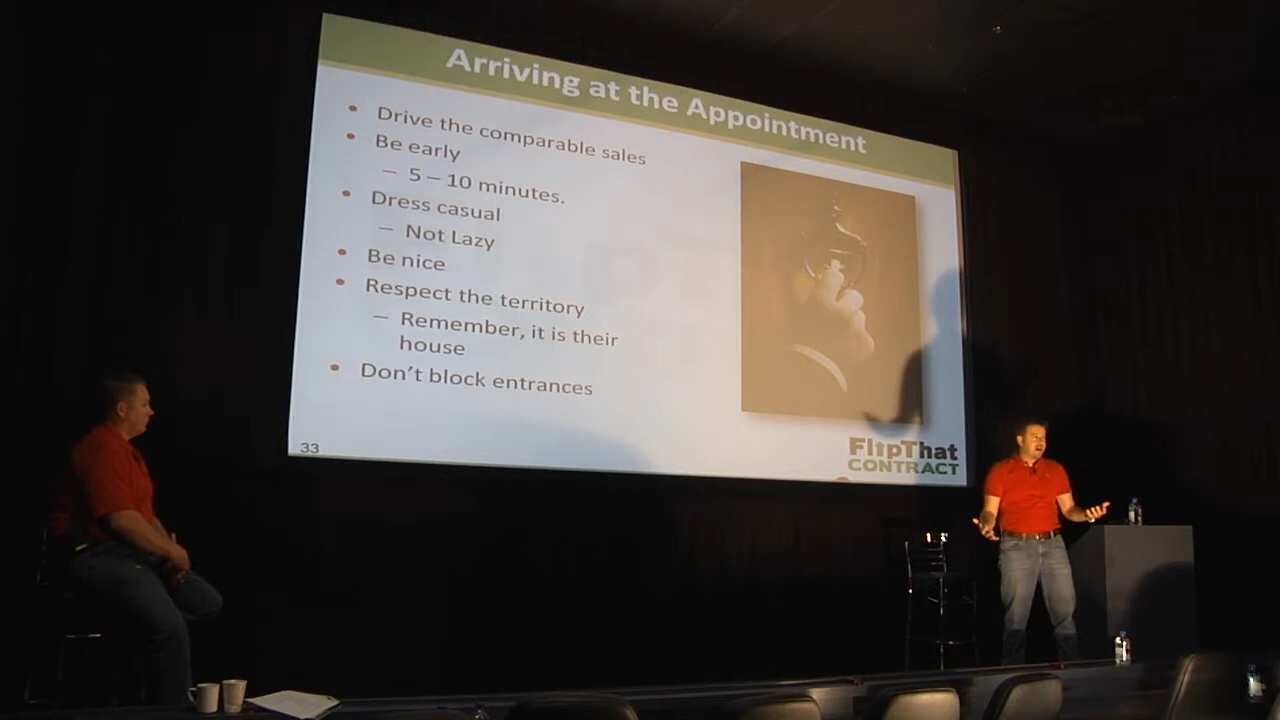 Arriving at the Appointment
• Drive the comparable sales
• Be early
– 5 – 10 minutes.
• Dress casual
– Not Lazy
• Be nice
• Respect the territory
– Remember, it is their
house
• Don't block entrances
33
FlipThat
CONTRACT